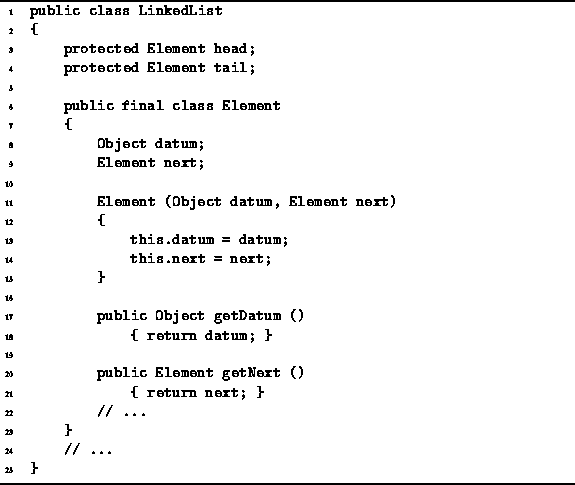 1 public class LinkedList
2 {
3     protected Element head;
4     protected Element tail;
5
6     public final class Element
7     {
8         Object datum;
9         Element next;
10
11         Element (Object datum, Element next)
12         {
13             this.datum = datum;
14             this.next = next;
15         }
16
17         public Object getDatum ()
18             { return datum; }
19
20         public Element getNext ()
21             { return next; }
22         // ...
23     }
24     // ...
25 }